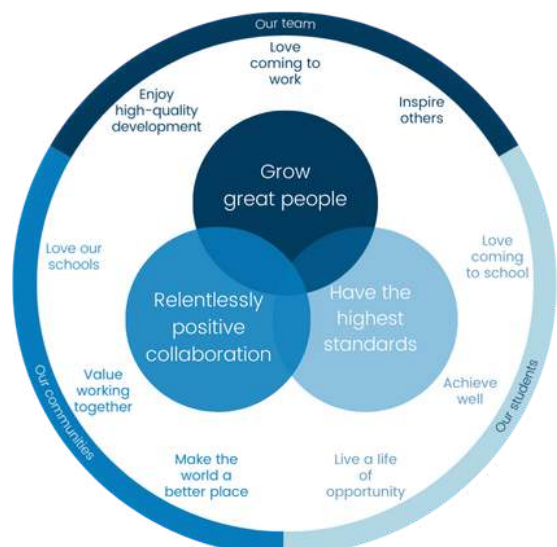 Our team
Love
coming to
work
Enjoy
high-quality
development
Inspire
others
Grow
great people
Love our
schools
Love
coming
to school
Relentlessly
positive
collaboration
Have the
highest
standards
Value
working
together
Achieve
well
Our communities
Our students
Make the
world a
better place
Live a life
of
opportunity